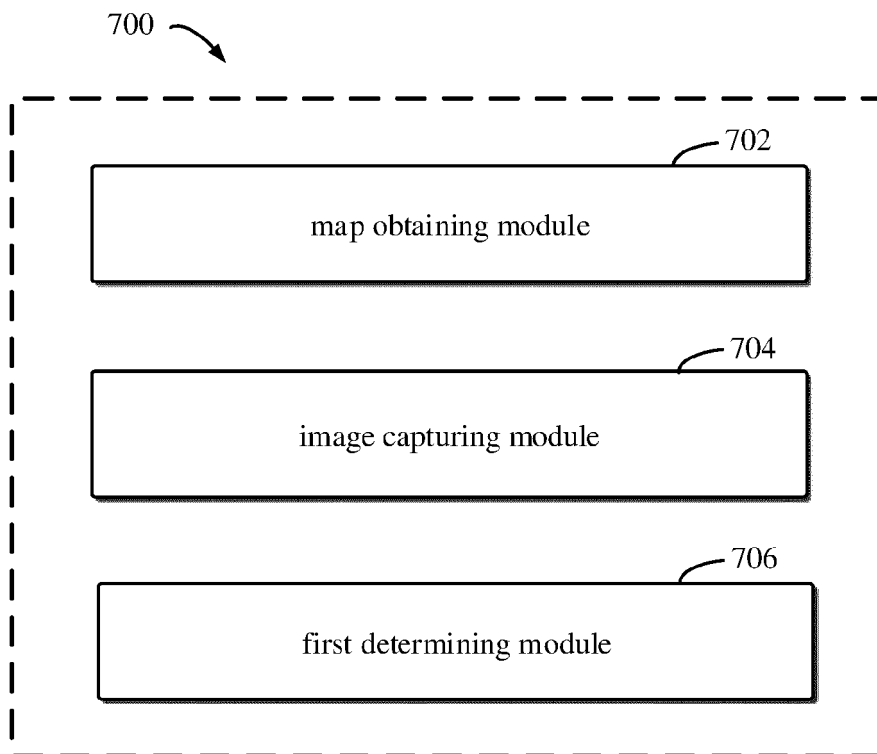 700
702
map obtaining module
704
image capturing module
706
first determining module